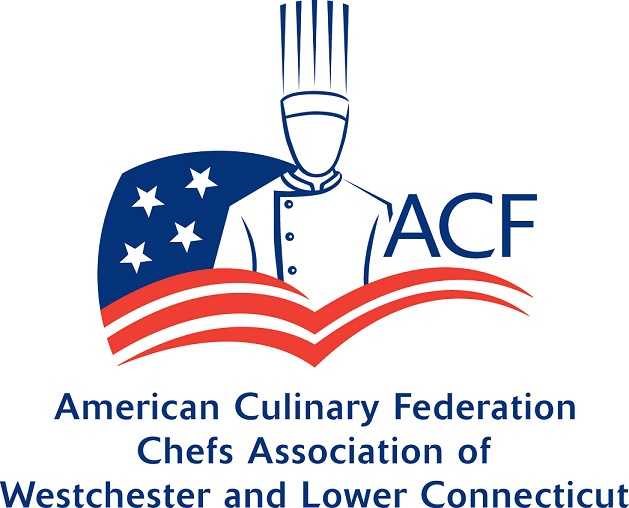 ACF
American Culinary Federation
Chefs Association of
Westchester and Lower Connecticut